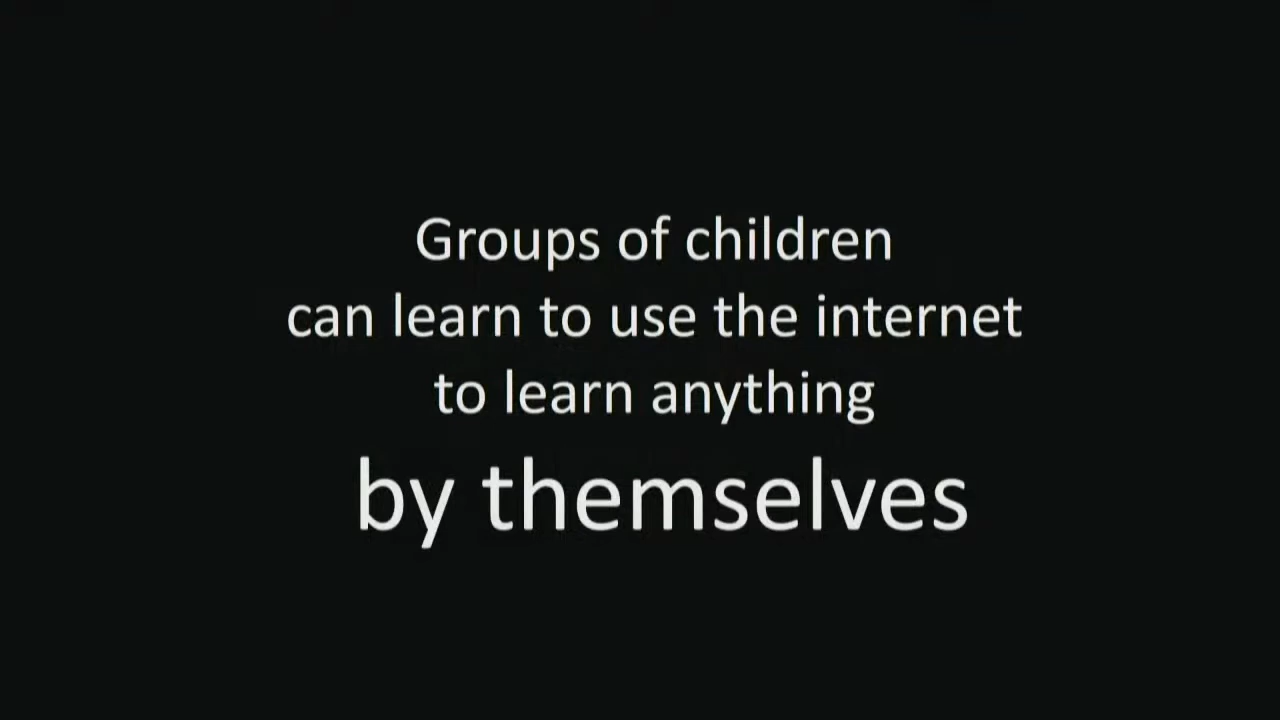 Groups of children
can learn to use the internet
to learn anything
by themselves